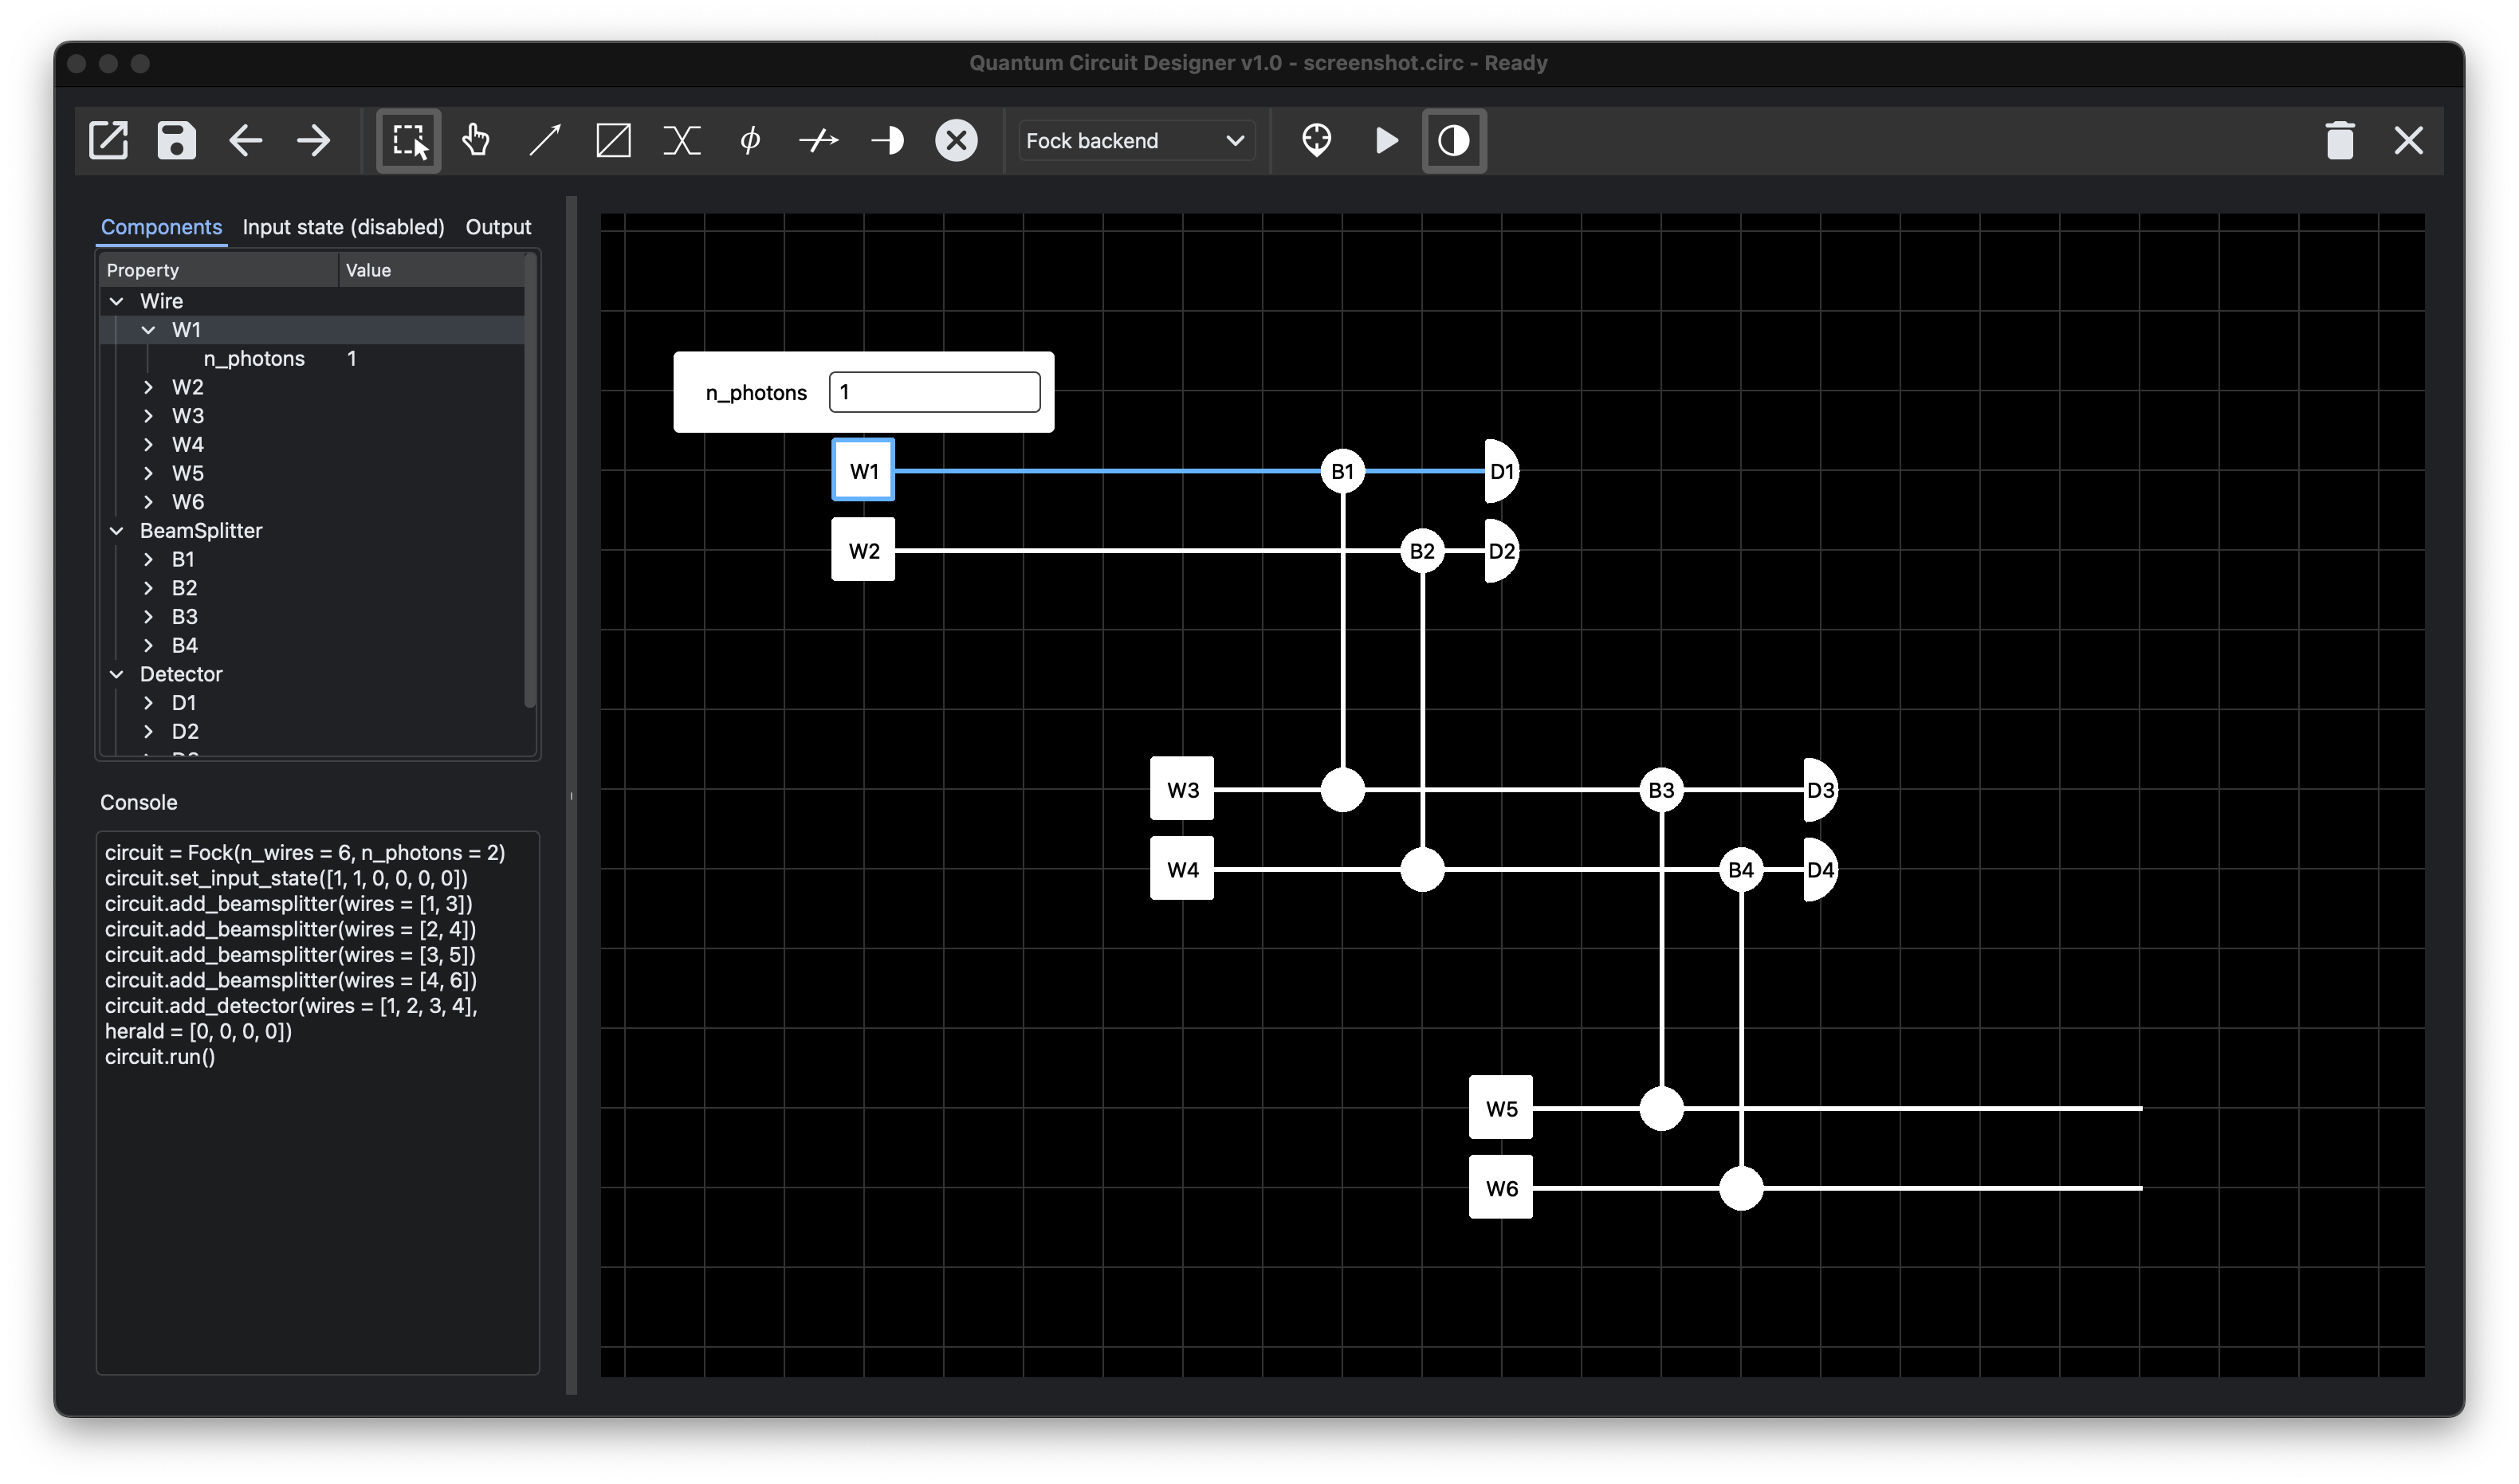 Quantum Circuit Designer v1.0 - screenshot.circ - Ready
ϕ
Fock backend
Components Input state (disabled) Output
Property Value
Wire
W1
n_photons 1
W2
W3
W4
W5
W6
BeamSplitter
B1
B2
B3
B4
Detector
D1
D2
Console
circuit = Fock(n_wires = 6, n_photons = 2)
circuit.set_input_state([1, 1, 0, 0, 0, 0])
circuit.add_beamsplitter(wires = [1, 3])
circuit.add_beamsplitter(wires = [2, 4])
circuit.add_beamsplitter(wires = [3, 5])
circuit.add_beamsplitter(wires = [4, 6])
circuit.add_detector(wires = [1, 2, 3, 4],
herald = [0, 0, 0, 0])
circuit.run()
n_photons 1
W1 B1 D1
W2 B2 D2
W3 B3 D3
W4 B4 D4
W5
W6